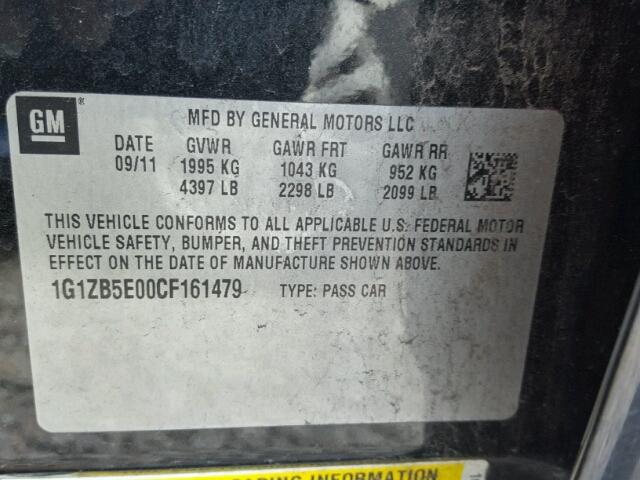 GM ®
MFD BY GENERAL MOTORS LLC
DATE GVWR GAWR FRT GAWR RR
09/11 1995 KG 1043 KG 952 KG
4397 LB 2298 LB 2099 LB
THIS VEHICLE CONFORMS TO ALL APPLICABLE U.S. FEDERAL MOTOR
VEHICLE SAFETY, BUMPER, AND THEFT PREVENTION STANDARDS IN
EFFECT ON THE DATE OF MANUFACTURE SHOWN ABOVE.
1G1ZB5E00CF161479 TYPE: PASS CAR
INFORMATION